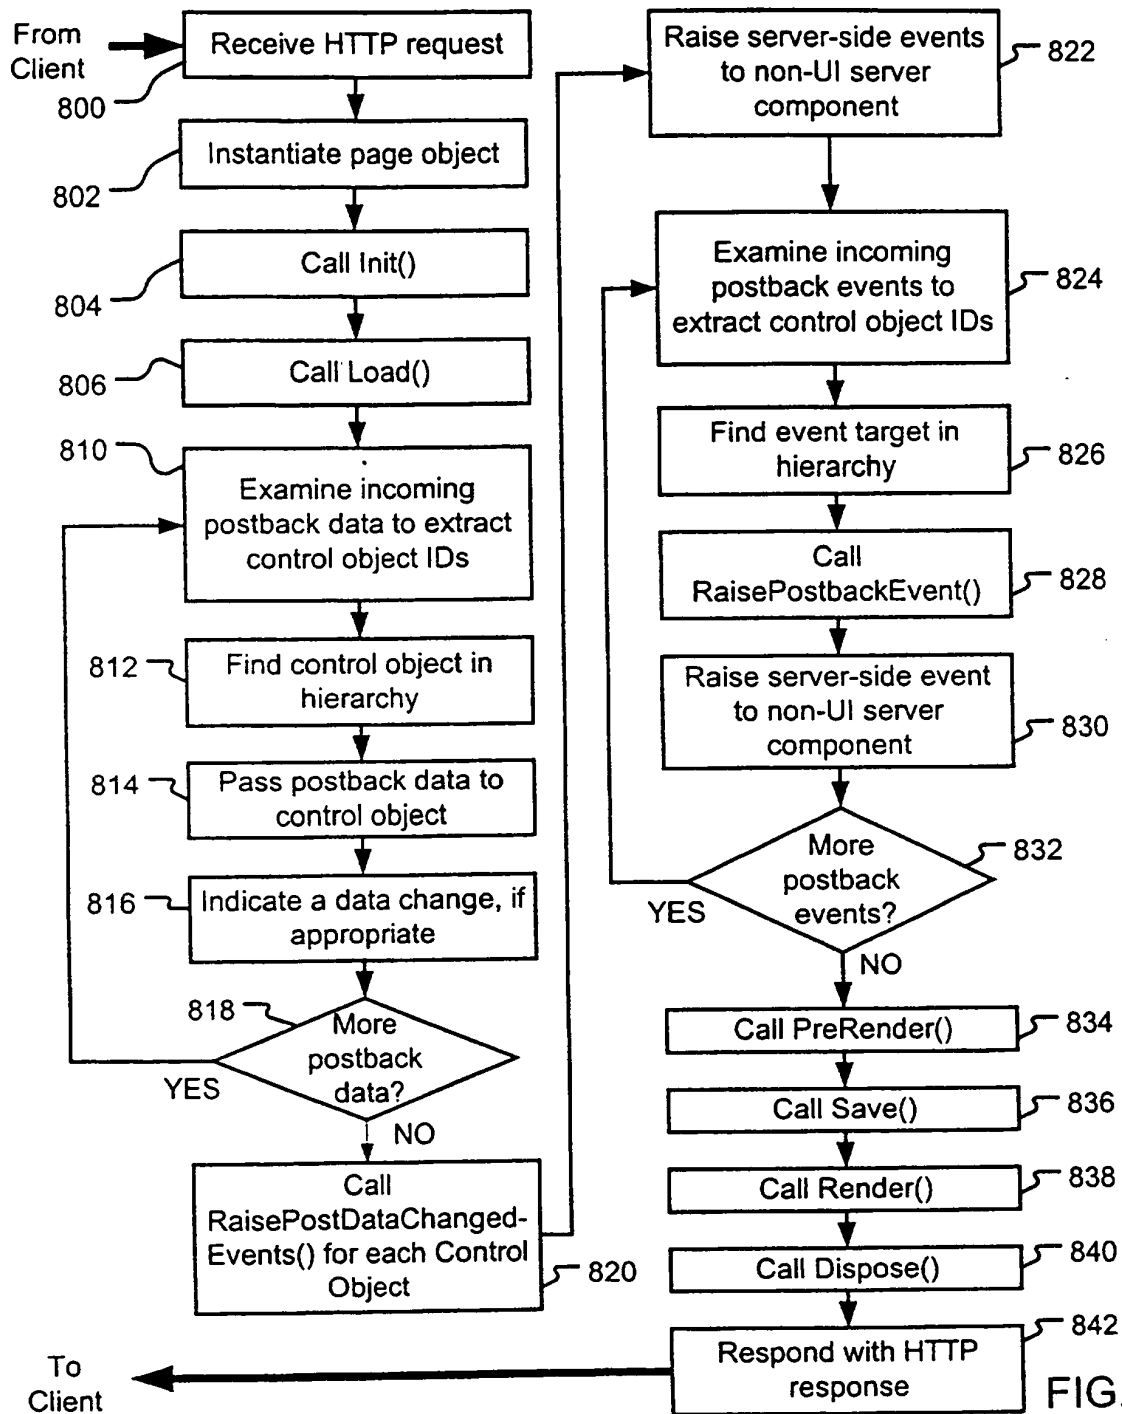 From
Client
Receive HTTP request
800
Instantiate page object
802
Call Init()
804
Call Load()
806
810
Examine incoming
postback data to extract
control object IDs
812
Find control object in
hierarchy
814
Pass postback data to
control object
816
Indicate a data change, if
appropriate
818
More
postback
data?
YES
NO
Call
RaisePostDataChanged-
Events() for each Control
Object
820
Raise server-side events
to non-UI server
component
822
Examine incoming
postback events to
extract control object IDs
824
Find event target in
hierarchy
826
Call
RaisePostbackEvent()
828
Raise server-side event
to non-UI server
component
830
More
postback
events?
832
YES
NO
Call PreRender()
834
Call Save()
836
Call Render()
838
Call Dispose()
840
Respond with HTTP
response
842
To
Client
FIG.